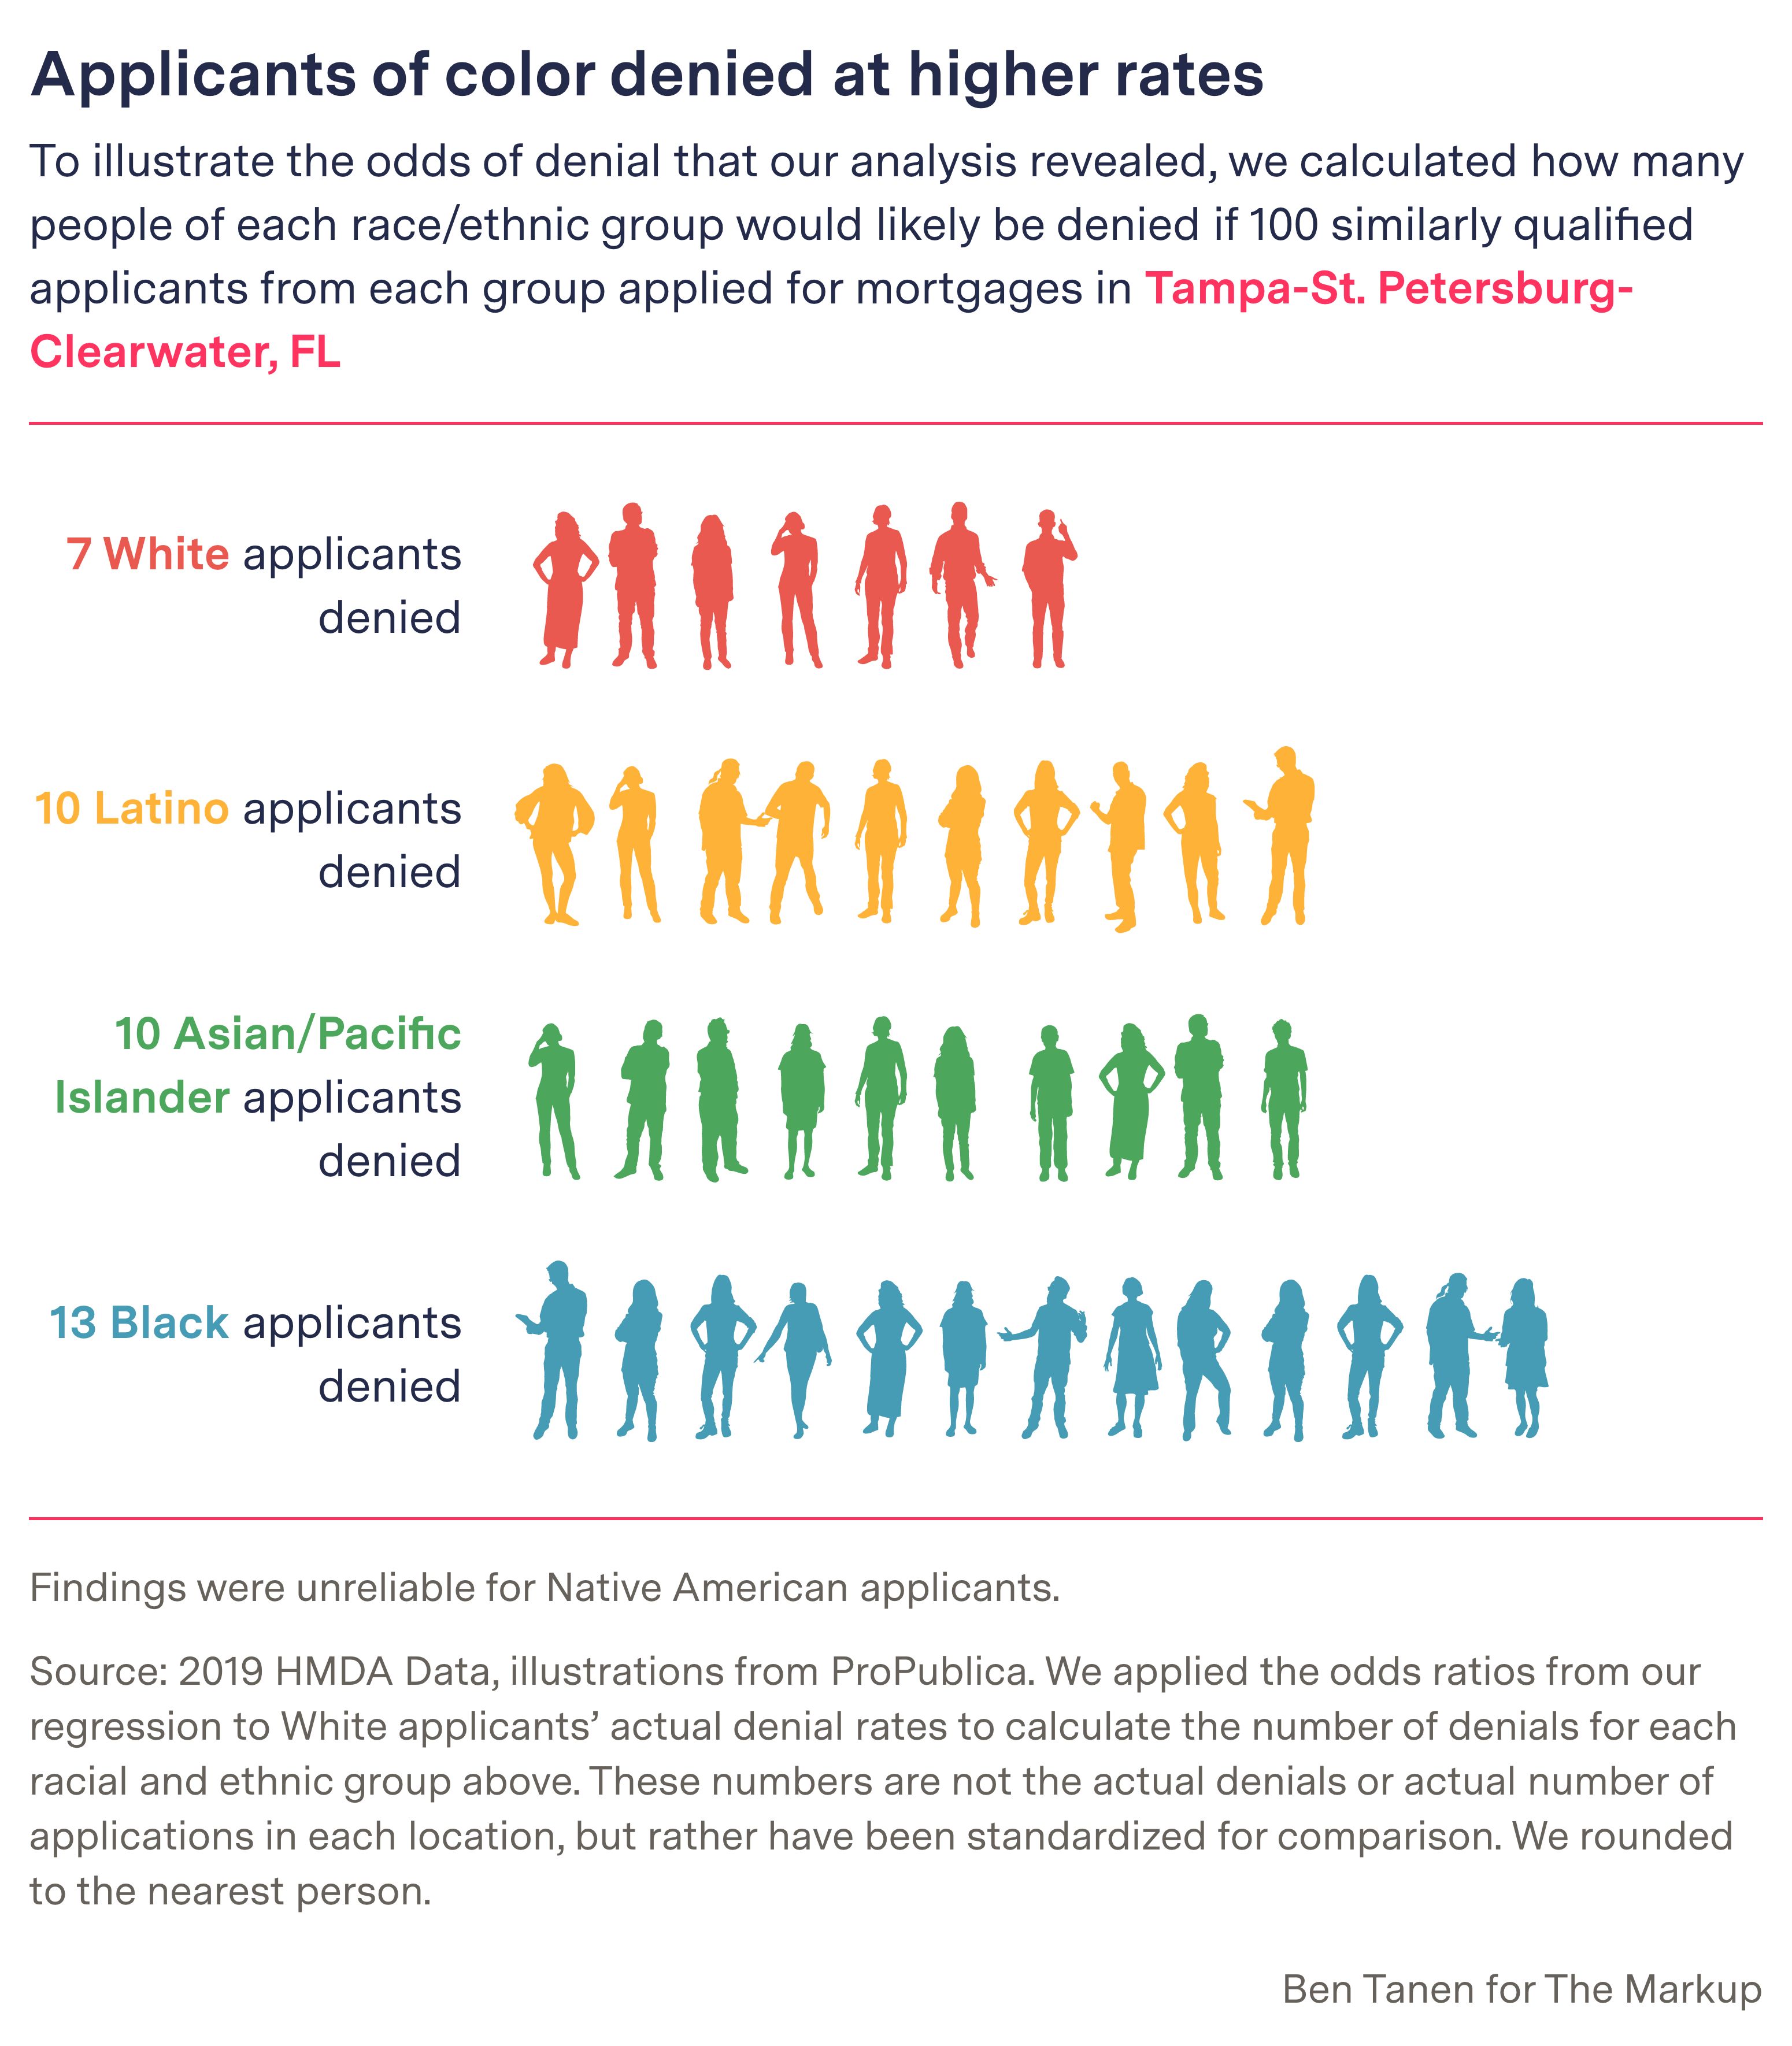 Applicants of color denied at higher rates
To illustrate the odds of denial that our analysis revealed, we calculated how many
people of each race/ethnic group would likely be denied if 100 similarly qualified
applicants from each group applied for mortgages in Tampa-St. Petersburg-
Clearwater, FL
7 White applicants
denied
10 Latino applicants
denied
10 Asian/Pacific
Islander applicants
denied
13 Black applicants
denied
Findings were unreliable for Native American applicants.
Source: 2019 HMDA Data, illustrations from ProPublica. We applied the odds ratios from our
regression to White applicants’ actual denial rates to calculate the number of denials for each
racial and ethnic group above. These numbers are not the actual denials or actual number of
applications in each location, but rather have been standardized for comparison. We rounded
to the nearest person.
Ben Tanen for The Markup